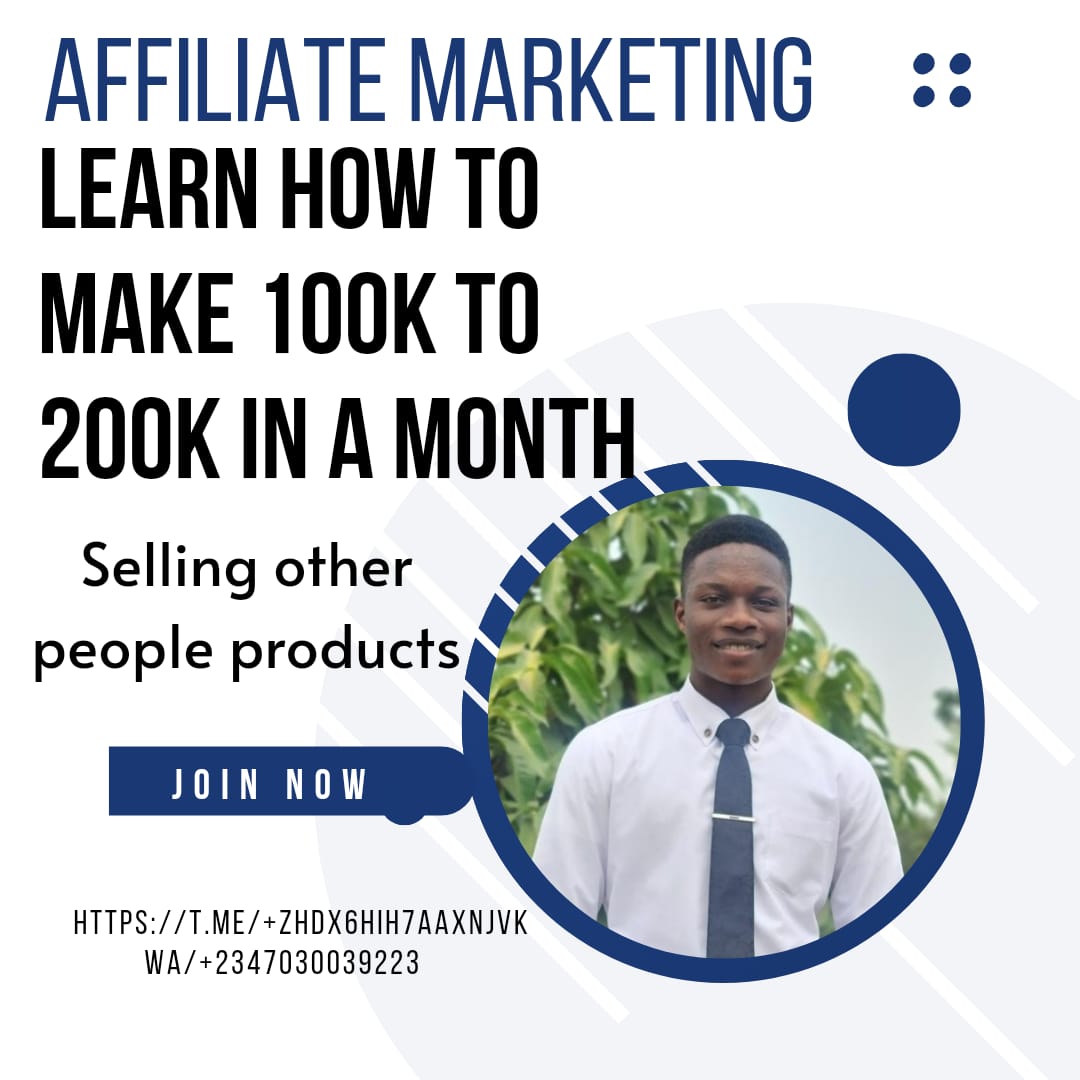 AFFILIATE MARKETING
LEARN HOW TO
MAKE 100K TO
200K IN A MONTH
Selling other
people products
JOIN NOW
HTTPS://T.ME/+ZHDX6HIH7AAXNJVK
WA/+2347030039223